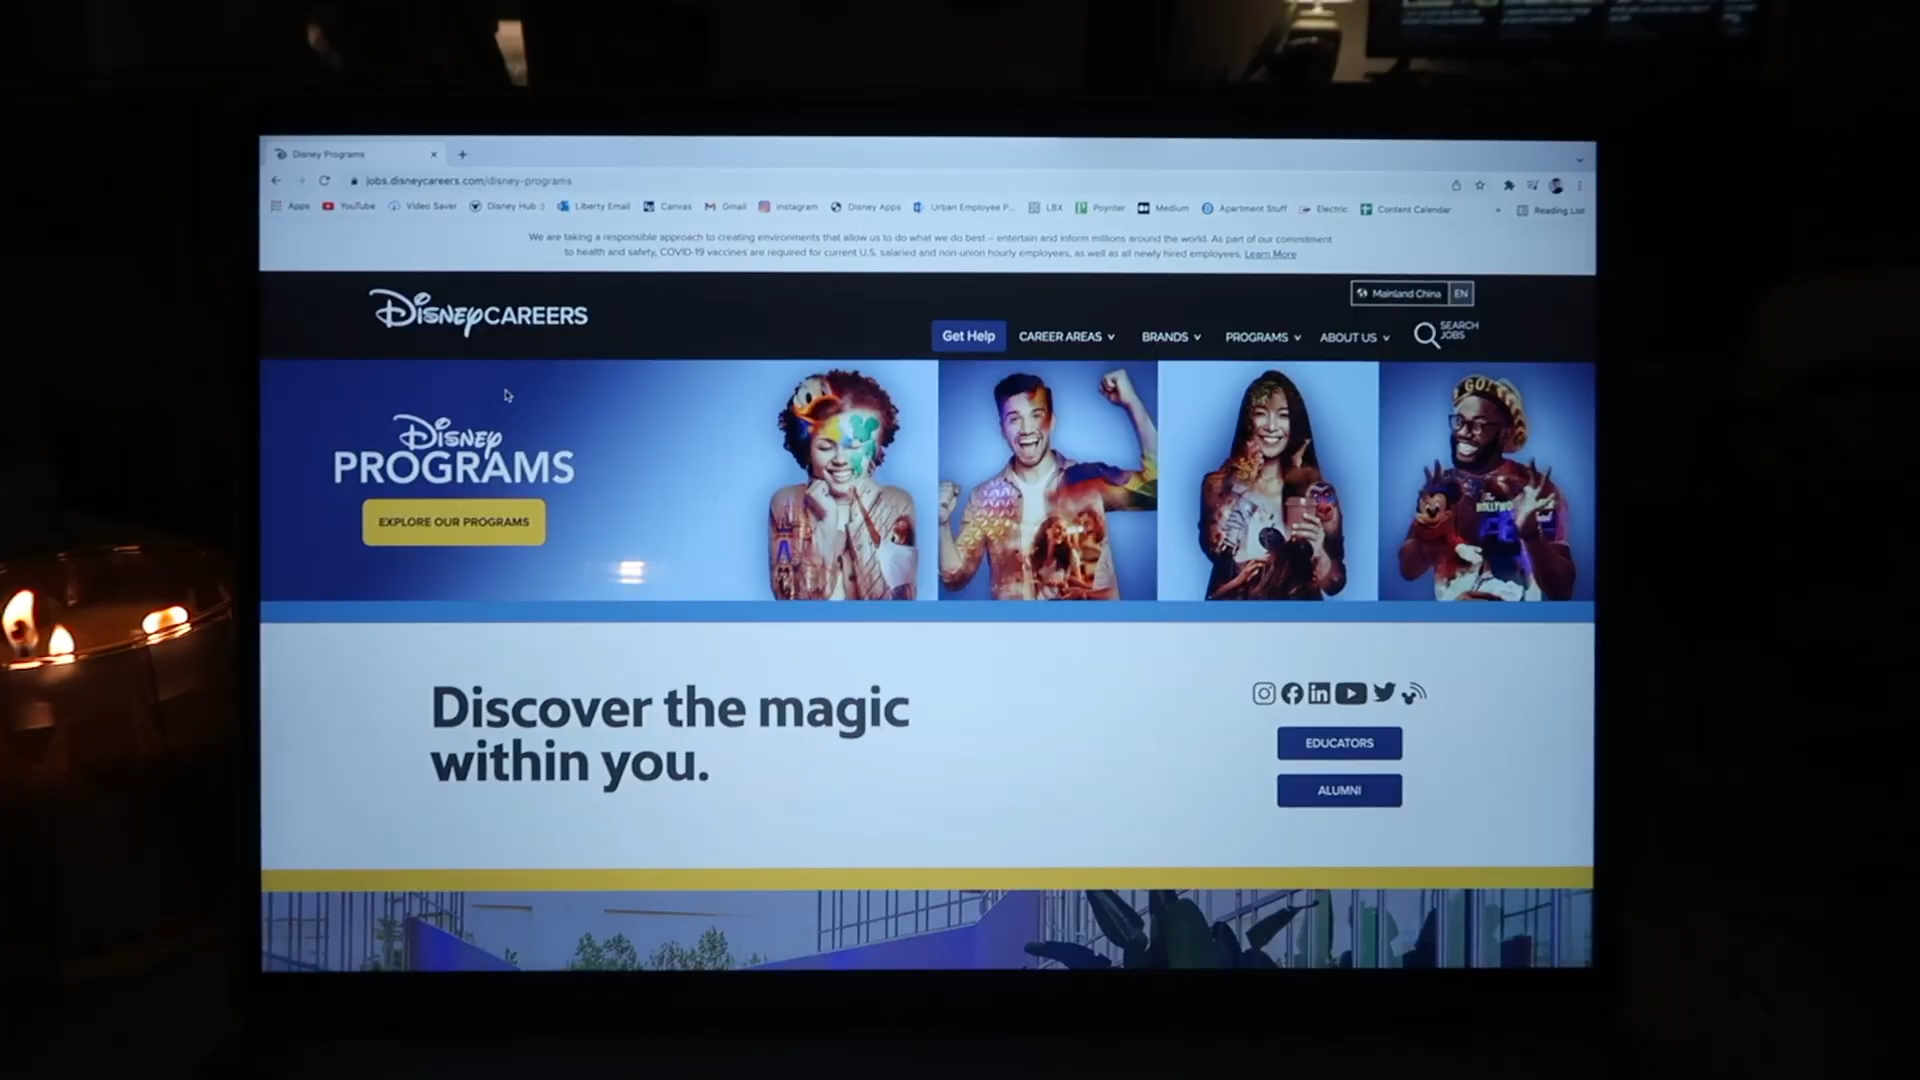 Disney Programs
jobs.disneycareers.com/disney-programs
Apps YouTube Video Saver Disney Hub :) Liberty Email Canvas Gmail Instagram Disney Apps Urban Employee P... LBX Poynter Medium Apartment Stuff Electric Content Calendar » Reading List
We are taking a responsible approach to creating environments that allow us to do what we do best – entertain and inform millions around the world. As part of our commitment
to health and safety, COVID-19 vaccines are required for current U.S. salaried and non-union hourly employees, as well as all newly hired employees. Learn More
Mainland China EN
Disney CAREERS
Get Help CAREER AREAS BRANDS PROGRAMS ABOUT US SEARCH
JOBS
GO!
Disney
PROGRAMS
EXPLORE OUR PROGRAMS
Discover the magic
within you.
in
EDUCATORS
ALUMNI